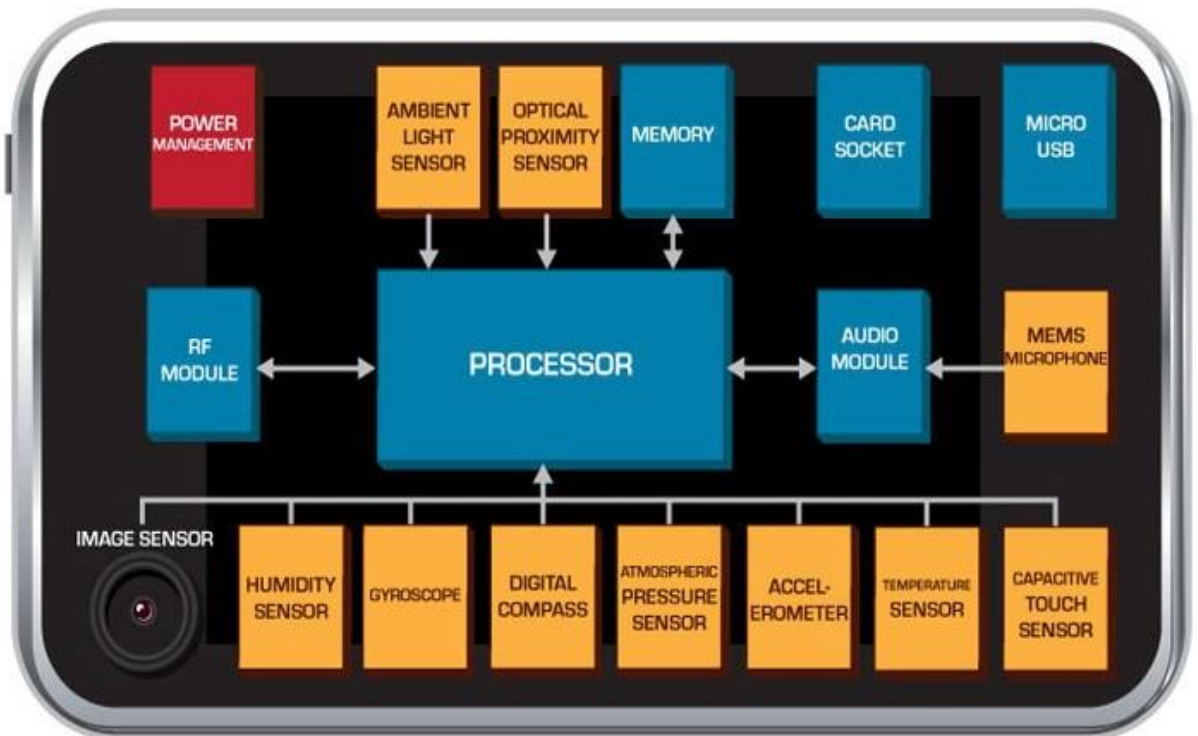 POWER
MANAGEMENT
AMBIENT
LIGHT
SENSOR
OPTICAL
PROXIMITY
SENSOR
MEMORY
CARD
SOCKET
MICRO
USB
RF
MODULE
PROCESSOR
AUDIO
MODULE
MEMS
MICROPHONE
IMAGE SENSOR
HUMIDITY
SENSOR
GYROSCOPE
DIGITAL
COMPASS
ATMOSPHERIC
PRESSURE
SENSOR
ACCEL-
EROMETER
TEMPERATURE
SENSOR
CAPACITIVE
TOUCH
SENSOR